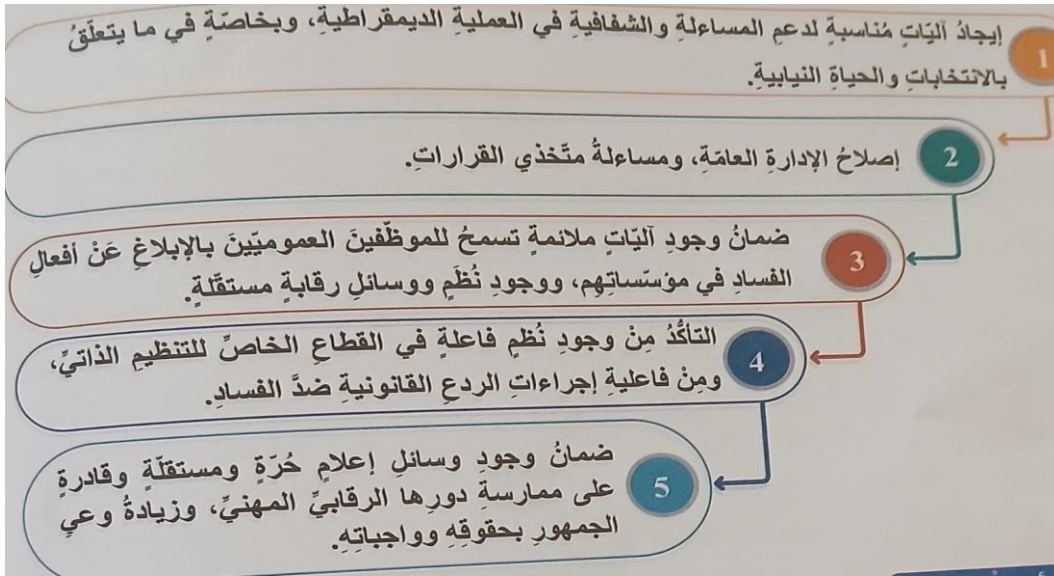 1
إيجادُ آليّاتٍ مُناسبةٍ لدعمِ المساءلةِ والشفافيةِ في العمليةِ الديمقراطيةِ، وبخاصّةٍ في ما يتعلّقُ
بالانتخاباتِ والحياةِ النيابيةِ.
2
إصلاحُ الإدارةِ العامّةِ، ومساءلةُ متّخذي القراراتِ.
3
ضمانُ وجودِ آليّاتٍ ملائمةٍ تسمحُ للموظّفينَ العموميّينَ بالإبلاغِ عَنْ أفعالِ
الفسادِ في مؤسّساتِهِم، ووجودِ نُظَمٍ ووسائلِ رقابةٍ مستقلّةٍ.
4
التأكُّدُ مِنْ وجودِ نُظمٍ فاعلةٍ في القطاعِ الخاصِّ للتنظيمِ الذاتيِّ،
ومِنْ فاعليةِ إجراءاتِ الردعِ القانونيةِ ضدَّ الفسادِ.
5
ضمانُ وجودِ وسائلِ إعلامٍ حُرّةٍ ومستقلّةٍ وقادرةٍ
على ممارسةِ دورِها الرقابيِّ المهنيِّ، وزيادةُ وعيِ
الجمهورِ بحقوقِهِ وواجباتِهِ.